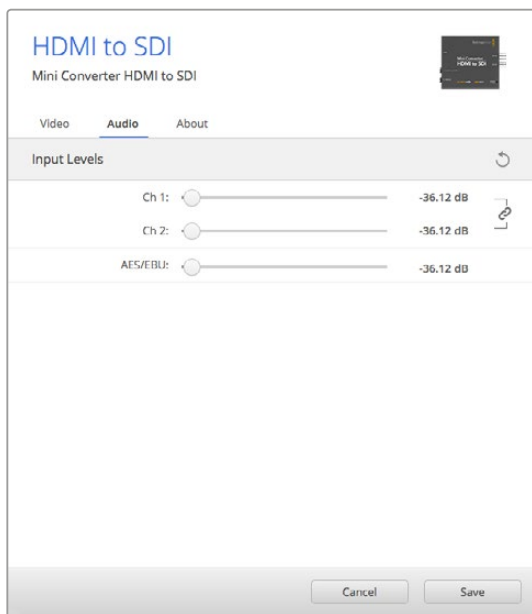 HDMI to SDI
Mini Converter HDMI to SDI
Video Audio About
Input Levels
Ch 1: -36.12 dB
Ch 2: -36.12 dB
AES/EBU: -36.12 dB
Cancel Save